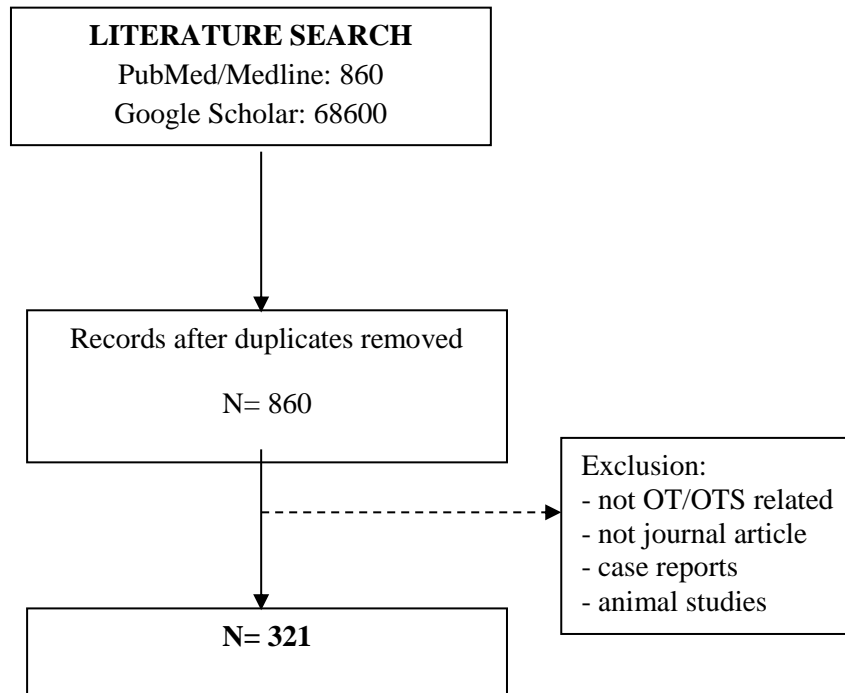 LITERATURE SEARCH
PubMed/Medline: 860
Google Scholar: 68600
Records after duplicates removed
N= 860
Exclusion:
- not OT/OTS related
- not journal article
- case reports
- animal studies
N= 321